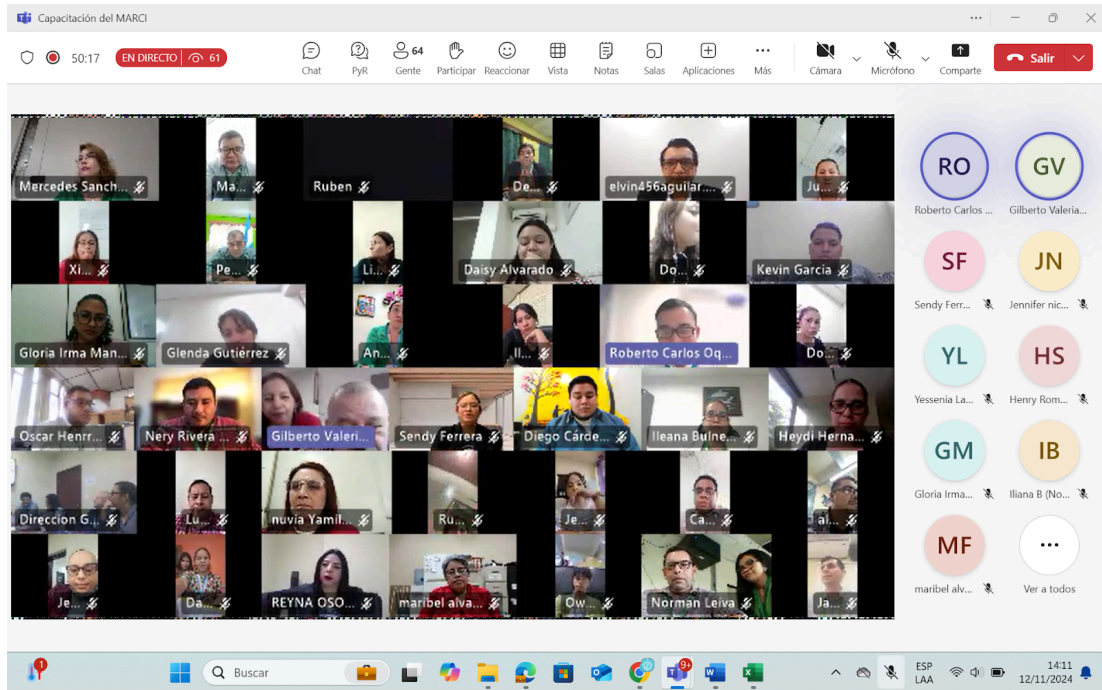 Capacitación del MARCI
50:17 EN DIRECTO 61
Chat PyR Gente 64 Participar Reaccionar Vista Notas Salas Aplicaciones Más Cámara Micrófono Comparte Salir
Mercedes Sanch... Ma... Ruben De... elvin456aguilar.... Ju...
Xi... Pe... Li... Daisy Alvarado Do... Kevin Garcia
Gloria Irma Man... Glenda Gutiérrez An... Il... Roberto Carlos Oq... Do...
Oscar Henrr... Nery Rivera ... Gilberto Valeri... Sendy Ferrera Diego Cárde... Ileana Bulne... Heydi Herna...
Direccion G... Lu... nuvia Yamil... Ru... Je... Ca... ai...
Je... Da... REYNA OSO... maribel alva... Ow... Norman Leiva Ja...
RO GV
Roberto Carlos ... Gilberto Valeria...
SF JN
Sendy Ferr... Jennifer nic...
YL HS
Yessenia La... Henry Rom...
GM IB
Gloria Irma... Iliana B (No...
MF ...
maribel alv... Ver a todos
1 Buscar 9+ ESP 14:11
LAA 12/11/2024